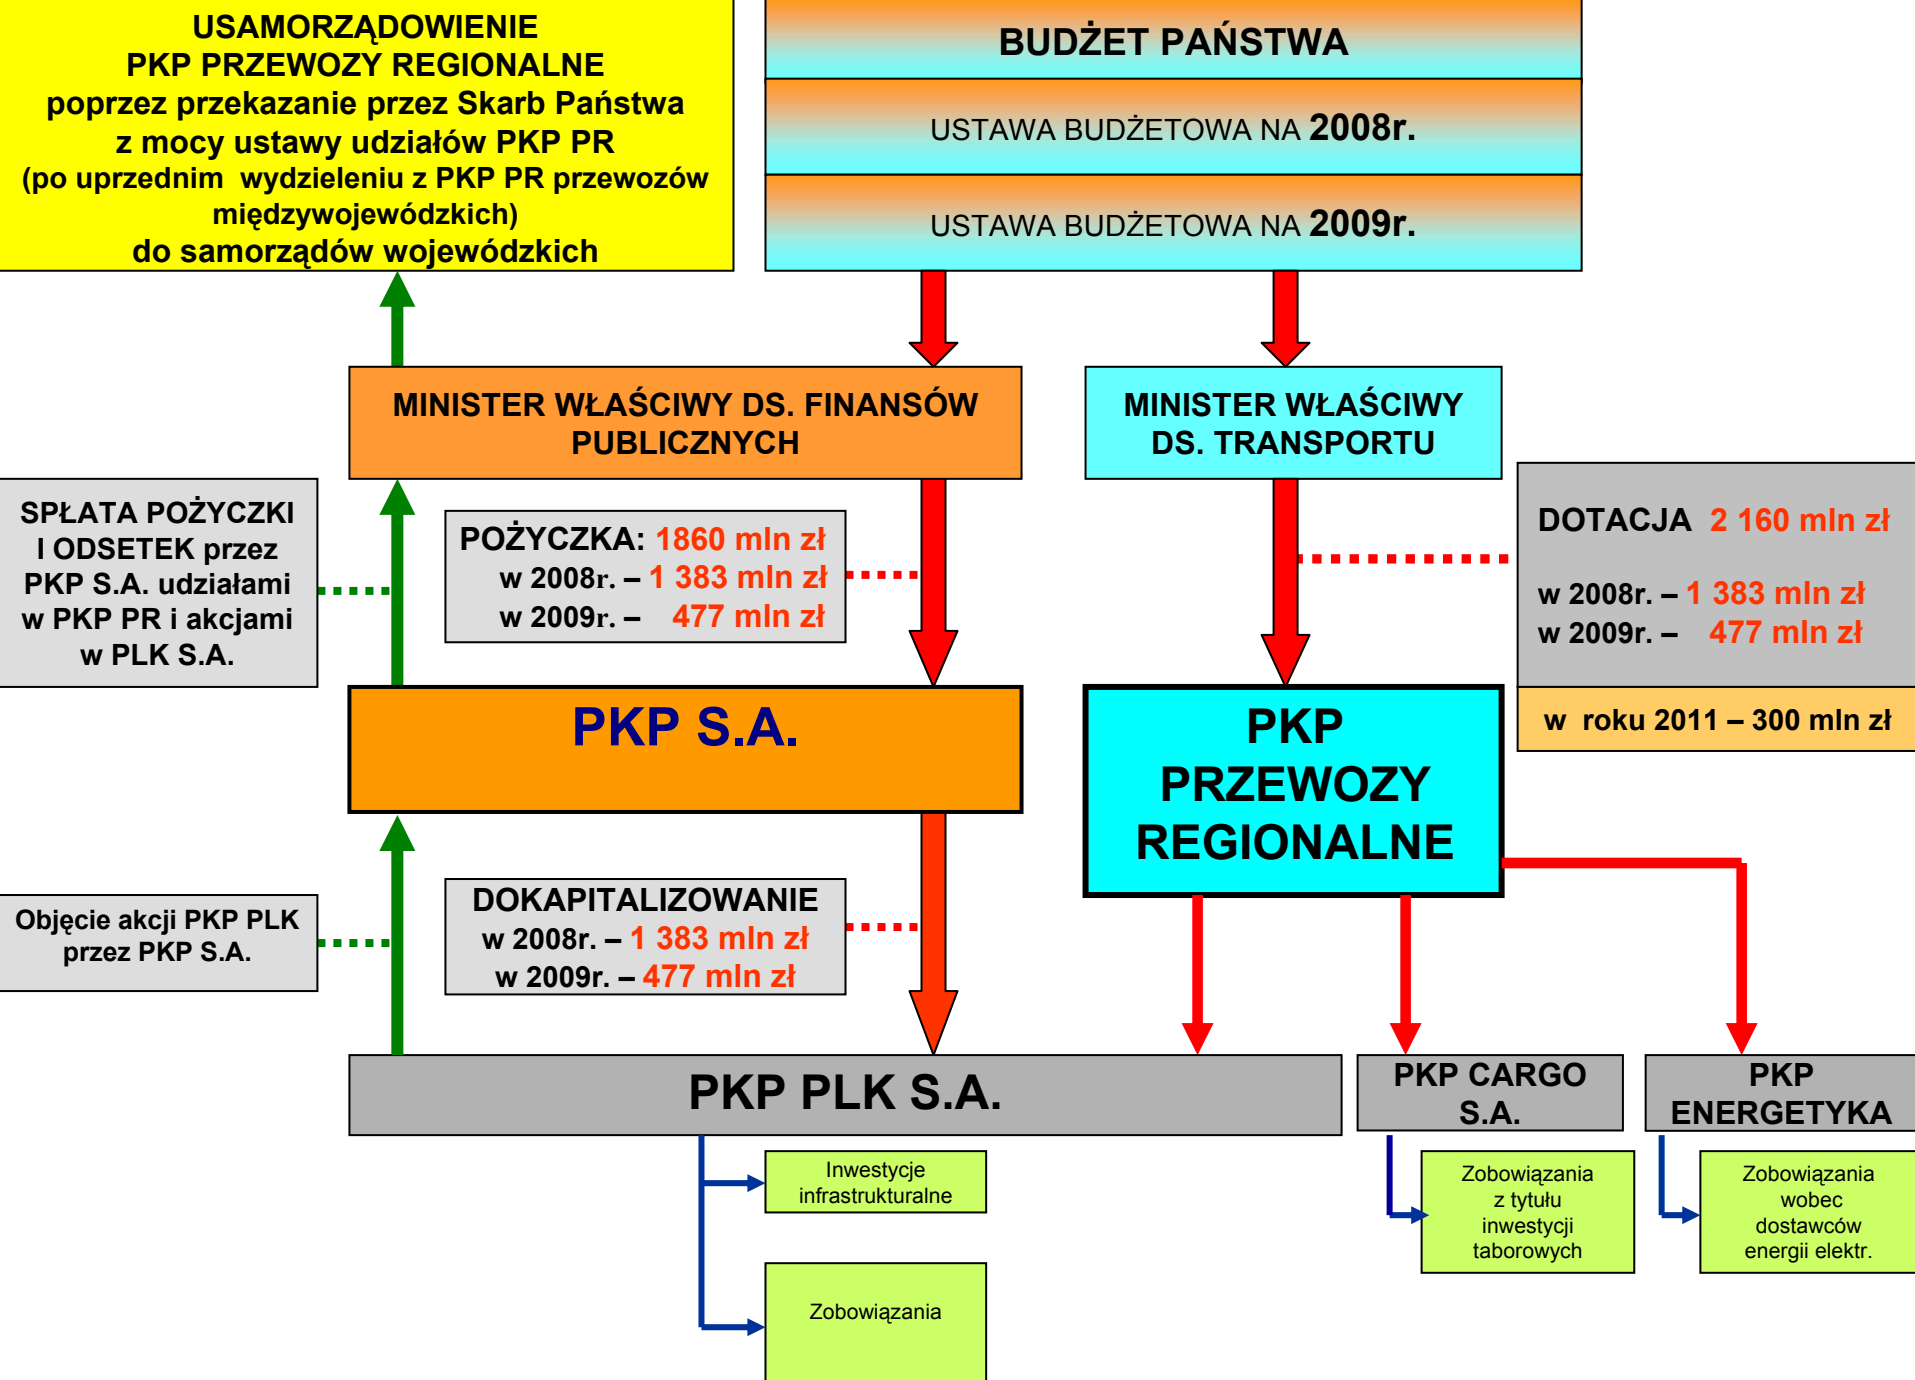 USAMORZĄDOWIENIE
PKP PRZEWOZY REGIONALNE
poprzez przekazanie przez Skarb Państwa
z mocy ustawy udziałów PKP PR
(po uprzednim wydzieleniu z PKP PR przewozów
międzywojewódzkich)
do samorządów wojewódzkich
BUDŻET PAŃSTWA
USTAWA BUDŻETOWA NA 2008r.
USTAWA BUDŻETOWA NA 2009r.
MINISTER WŁAŚCIWY DS. FINANSÓW
PUBLICZNYCH
MINISTER WŁAŚCIWY
DS. TRANSPORTU
SPŁATA POŻYCZKI
I ODSETEK przez
PKP S.A. udziałami
w PKP PR i akcjami
w PLK S.A.
POŻYCZKA: 1860 mln zł
w 2008r. – 1 383 mln zł
w 2009r. – 477 mln zł
DOTACJA 2 160 mln zł
w 2008r. – 1 383 mln zł
w 2009r. – 477 mln zł
w roku 2011 – 300 mln zł
PKP S.A.
PKP
PRZEWOZY
REGIONALNE
Objęcie akcji PKP PLK
przez PKP S.A.
DOKAPITALIZOWANIE
w 2008r. – 1 383 mln zł
w 2009r. – 477 mln zł
PKP PLK S.A.
PKP CARGO
S.A.
PKP
ENERGETYKA
Inwestycje
infrastrukturalne
Zobowiązania
Zobowiązania
z tytułu
inwestycji
taborowych
Zobowiązania
wobec
dostawców
energii elektr.